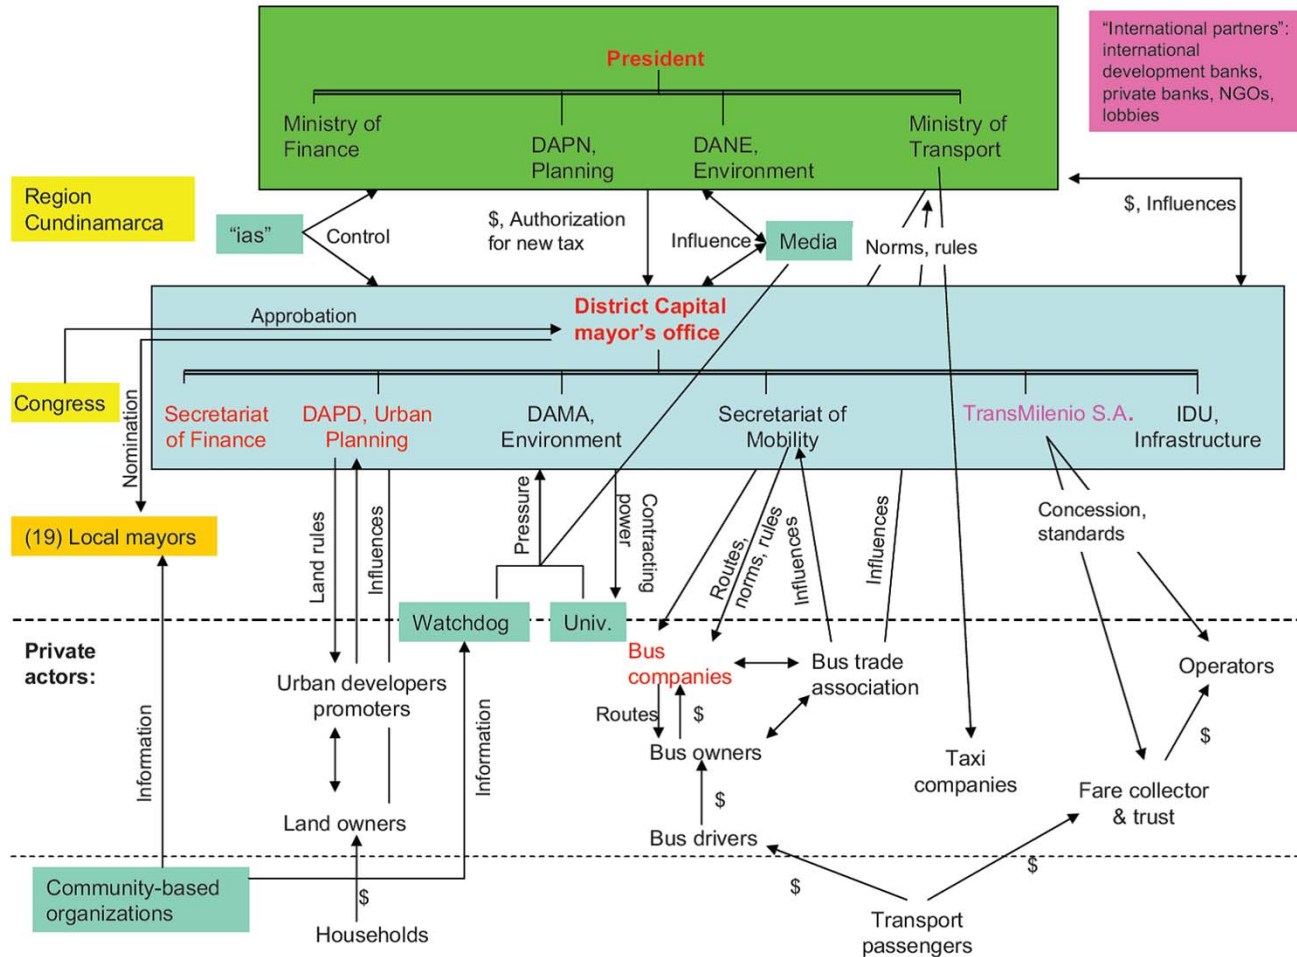 President
"International partners":
international
development banks,
private banks, NGOs,
lobbies
Ministry of
Finance
DAPN,
Planning
DANE,
Environment
Ministry of
Transport
Region
Cundinamarca
"ias"
Control
$, Authorization
for new tax
Influence
Media
Norms, rules
$, Influences
District Capital
mayor's office
Approbation
Congress
Nomination
Secretariat
of Finance
DAPD, Urban
Planning
DAMA,
Environment
Secretariat of
Mobility
TransMilenio S.A.
IDU,
Infrastructure
(19) Local mayors
Land rules
Influences
Pressure
Contracting
power
Routes,
norms, rules
Influences
Influences
Concession,
standards
Watchdog
Univ.
Private
actors:
Urban developers
promoters
Bus
companies
Bus trade
association
Operators
Information
Information
Routes
$
$
Bus owners
Taxi
companies
Fare collector
& trust
$
Land owners
Bus drivers
Community-based
organizations
$
$
$
Households
Transport
passengers